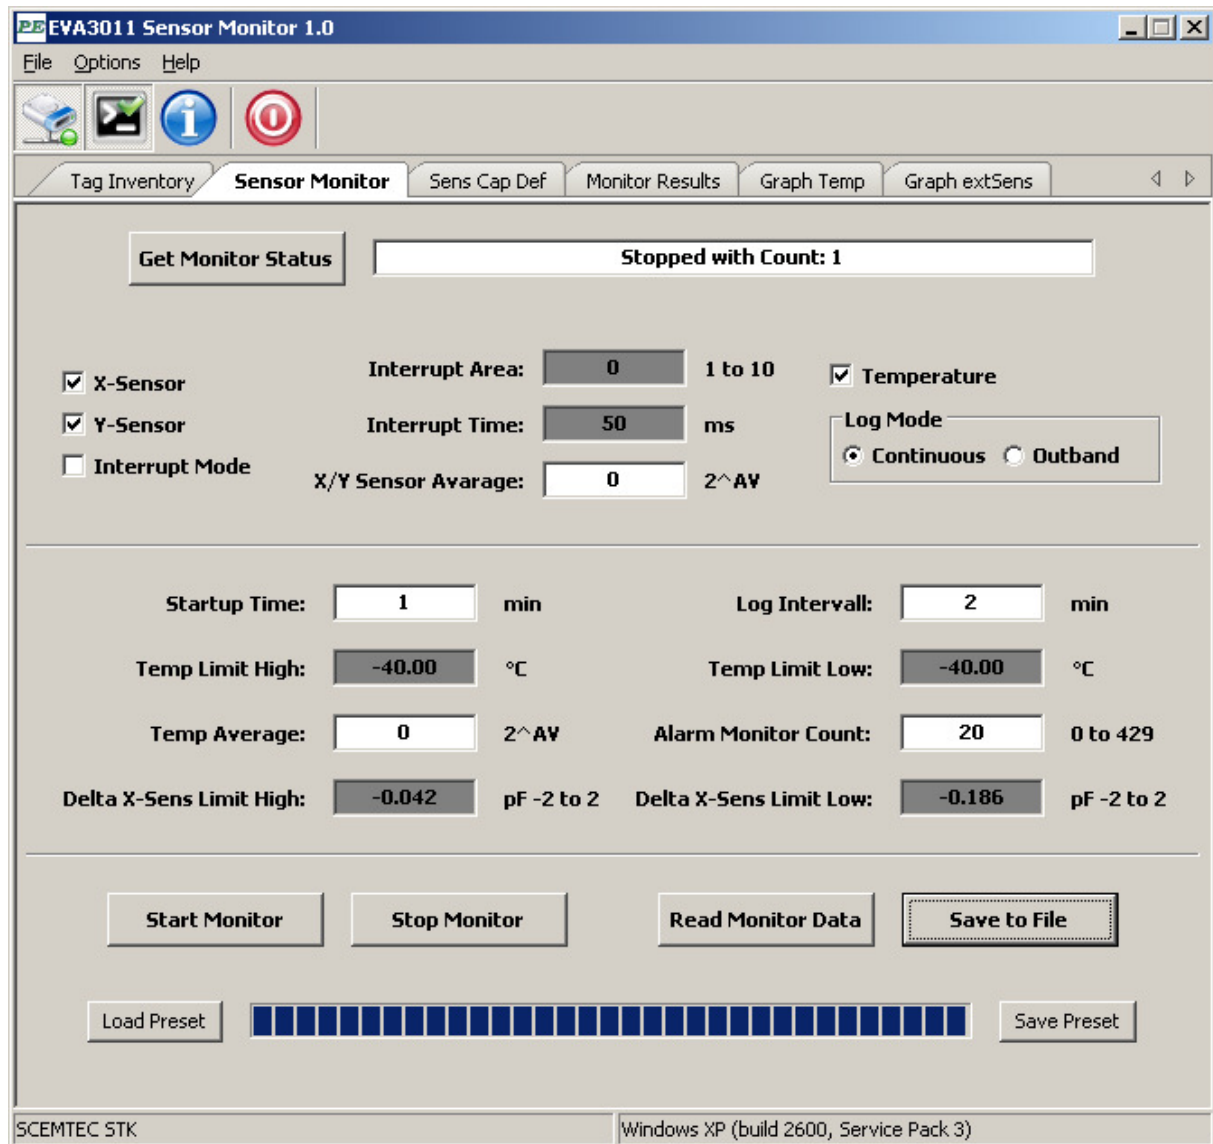 PE EVA3011 Sensor Monitor 1.0
File Options Help
Tag Inventory Sensor Monitor Sens Cap Def Monitor Results Graph Temp Graph extSens
Get Monitor Status Stopped with Count: 1
X-Sensor Interrupt Area: 0 1 to 10 Temperature
Y-Sensor Interrupt Time: 50 ms Log Mode
Interrupt Mode X/Y Sensor Avarage: 0 2^AV Continuous Outband
Startup Time: 1 min Log Intervall: 2 min
Temp Limit High: -40.00 °C Temp Limit Low: -40.00 °C
Temp Average: 0 2^AV Alarm Monitor Count: 20 0 to 429
Delta X-Sens Limit High: -0.042 pF -2 to 2 Delta X-Sens Limit Low: -0.186 pF -2 to 2
Start Monitor Stop Monitor Read Monitor Data Save to File
Load Preset Save Preset
SCEMTEC STK Windows XP (build 2600, Service Pack 3)